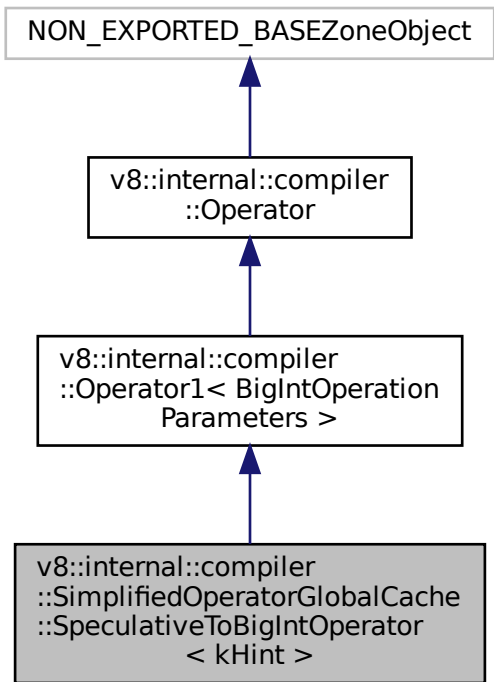 NON_EXPORTED_BASEZoneObject
v8::internal::compiler
::Operator
v8::internal::compiler
::Operator1< BigIntOperation
Parameters >
v8::internal::compiler
::SimplifiedOperatorGlobalCache
::SpeculativeToBigIntOperator
< kHint >